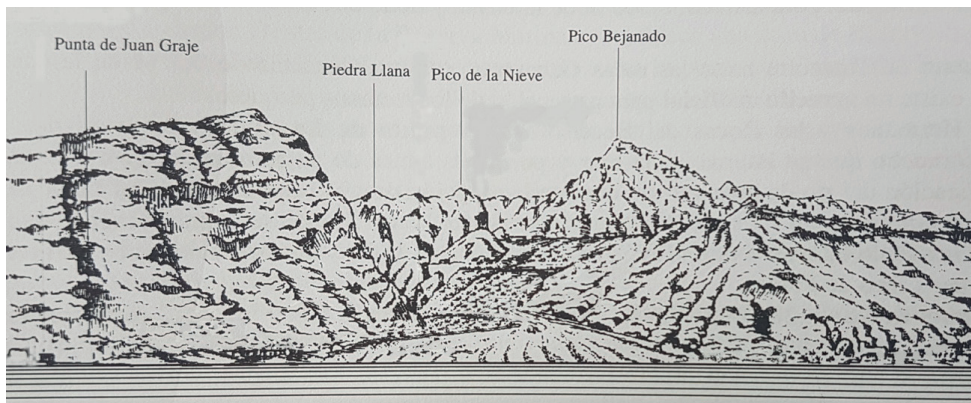 Punta de Juan Graje
Piedra Llana
Pico de la Nieve
Pico Bejanado